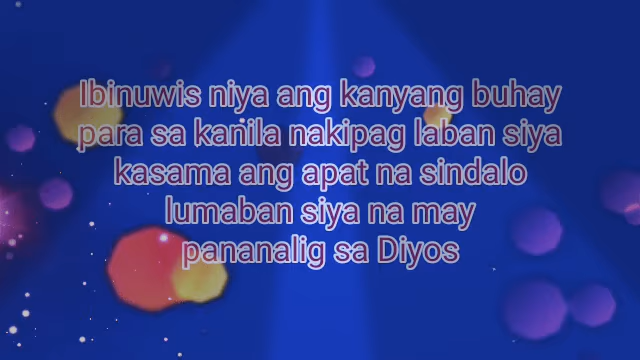 Ibinuwis niya ang kanyang buhay
para sa kanila nakipag laban siya
kasama ang apat na sindalo
lumaban siya na may
pananalig sa Diyos